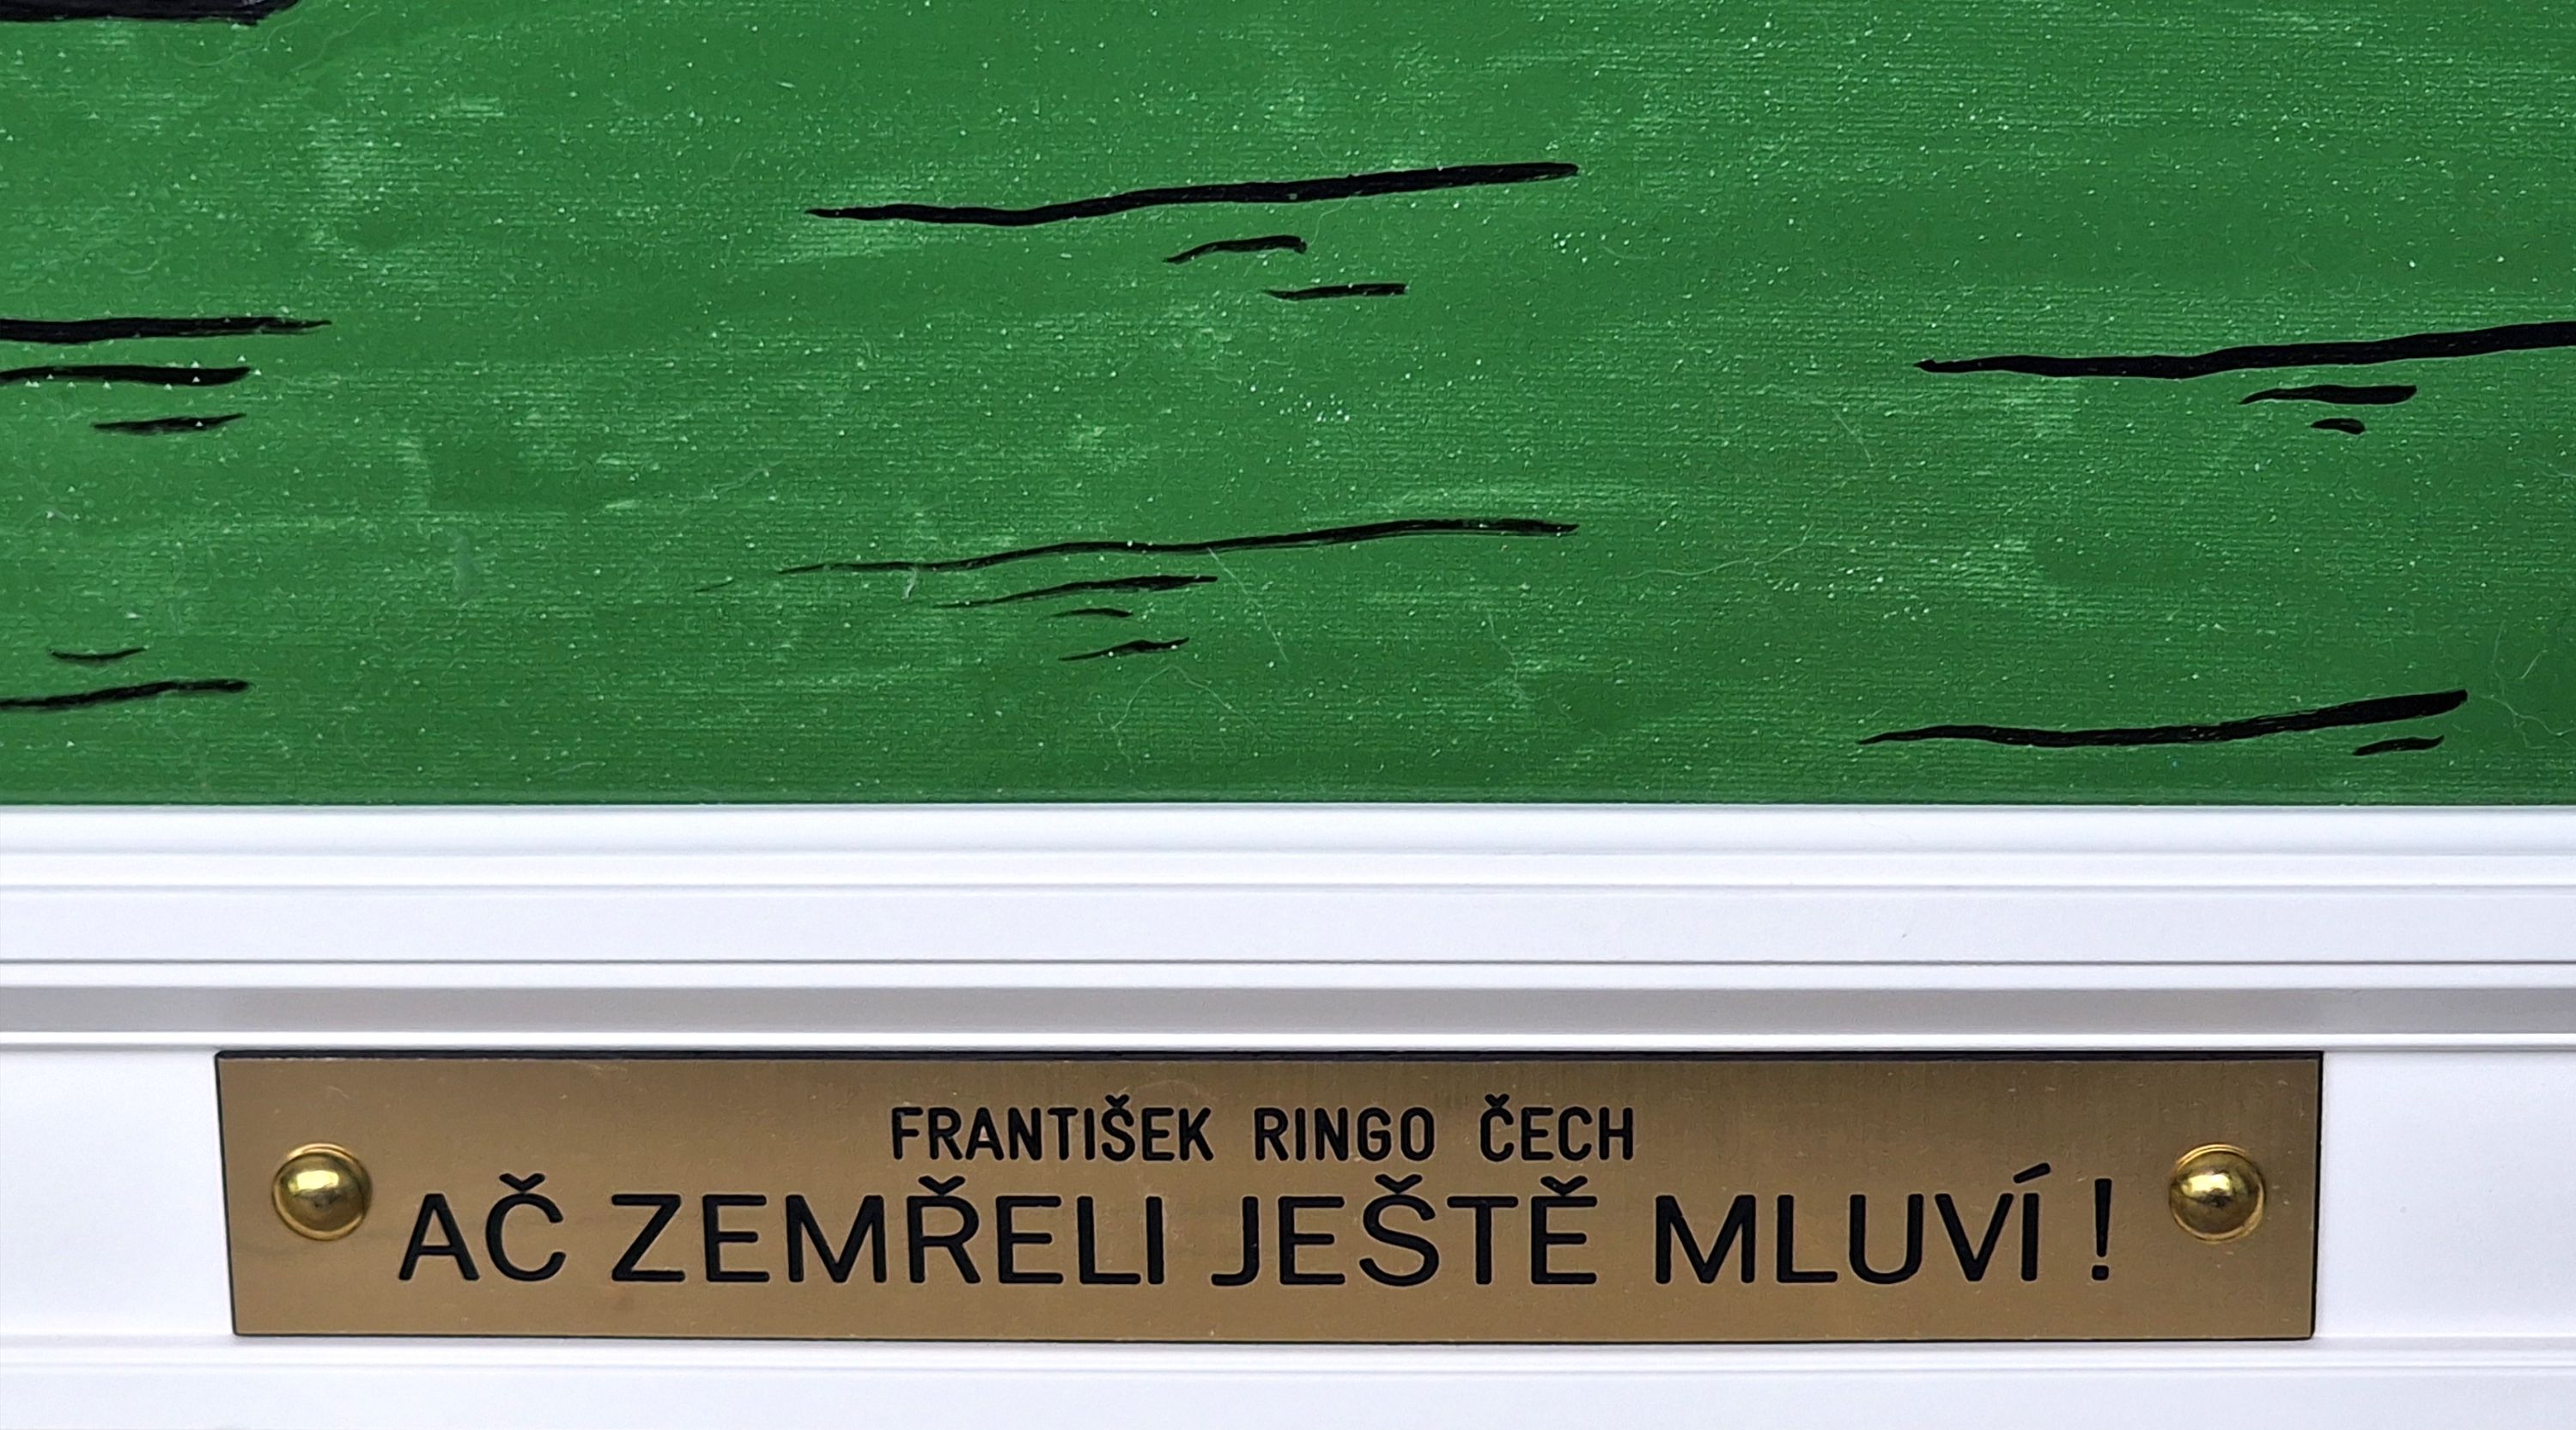 FRANTIŠEK RINGO ČECH
AČ ZEMŘELI JEŠTĚ MLUVÍ !